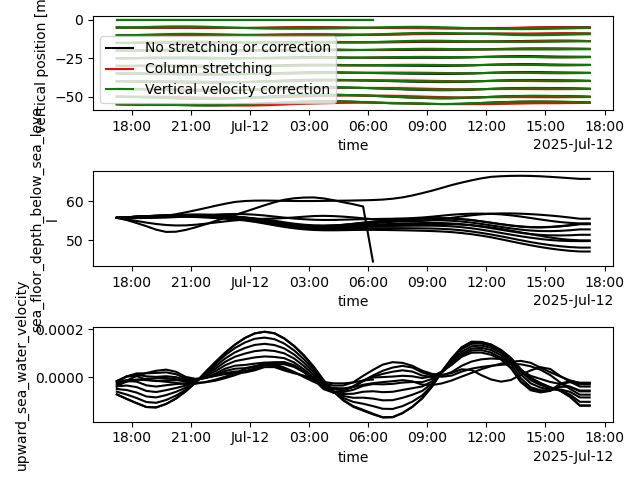 vertical position [m
0
−25
−50
No stretching or correction
Column stretching
Vertical velocity correction
18:00 21:00 Jul-12 03:00 06:00 09:00 12:00 15:00 18:00
time
2025-Jul-12
sea_floor_depth_below_sea_leve
l
60
50
18:00 21:00 Jul-12 03:00 06:00 09:00 12:00 15:00 18:00
time
2025-Jul-12
upward_sea_water_velocity
0.0002
0.0000
18:00 21:00 Jul-12 03:00 06:00 09:00 12:00 15:00 18:00
time
2025-Jul-12